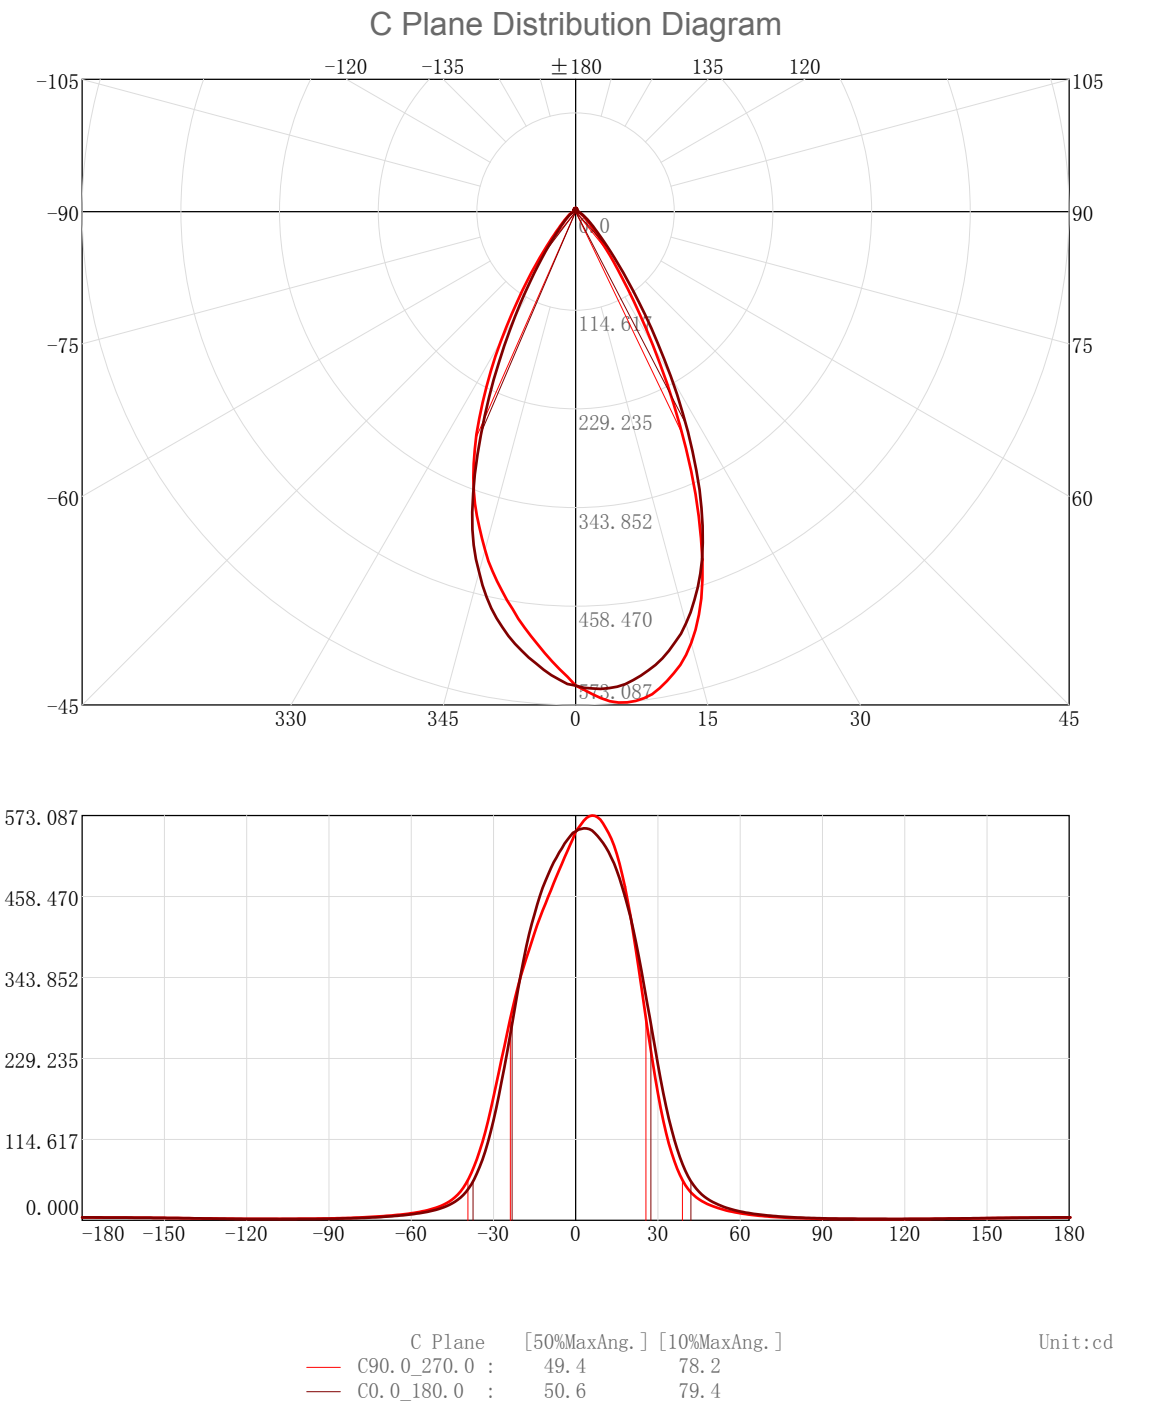 C Plane Distribution Diagram
-120 -135 ±180 135 120
-105 105
-90 90
0.0
114.617
-75 75
229.235
-60 60
343.852
458.470
573.087
-45
330 345 0 15 30 45
573.087
458.470
343.852
229.235
114.617
0.000
-180 -150 -120 -90 -60 -30 0 30 60 90 120 150 180
C Plane [50%MaxAng.] [10%MaxAng.] Unit:cd
C90.0_270.0 : 49.4 78.2
C0.0_180.0 : 50.6 79.4